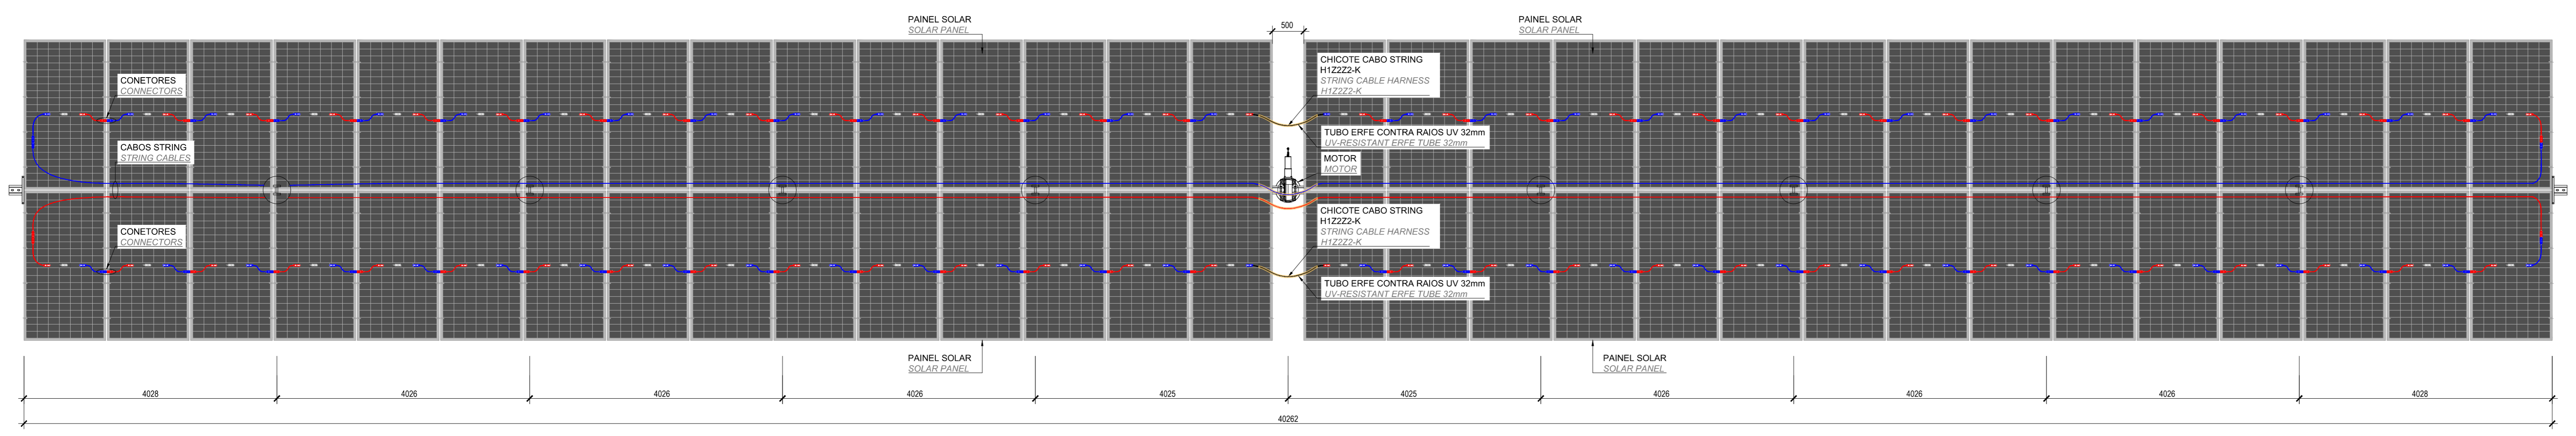 PAINEL SOLAR
SOLAR PANEL
500
PAINEL SOLAR
SOLAR PANEL
CONETORES
CONNECTORS
CHICOTE CABO STRING
H1Z2Z2-K
STRING CABLE HARNESS
H1Z2Z2-K
TUBO ERFE CONTRA RAIOS UV 32mm
UV-RESISTANT ERFE TUBE 32mm
CABOS STRING
STRING CABLES
MOTOR
MOTOR
CHICOTE CABO STRING
H1Z2Z2-K
STRING CABLE HARNESS
H1Z2Z2-K
CONETORES
CONNECTORS
TUBO ERFE CONTRA RAIOS UV 32mm
UV-RESISTANT ERFE TUBE 32mm
PAINEL SOLAR
SOLAR PANEL
PAINEL SOLAR
SOLAR PANEL
4028 4026 4026 4026 4025 4025 4026 4026 4026 4028
40262